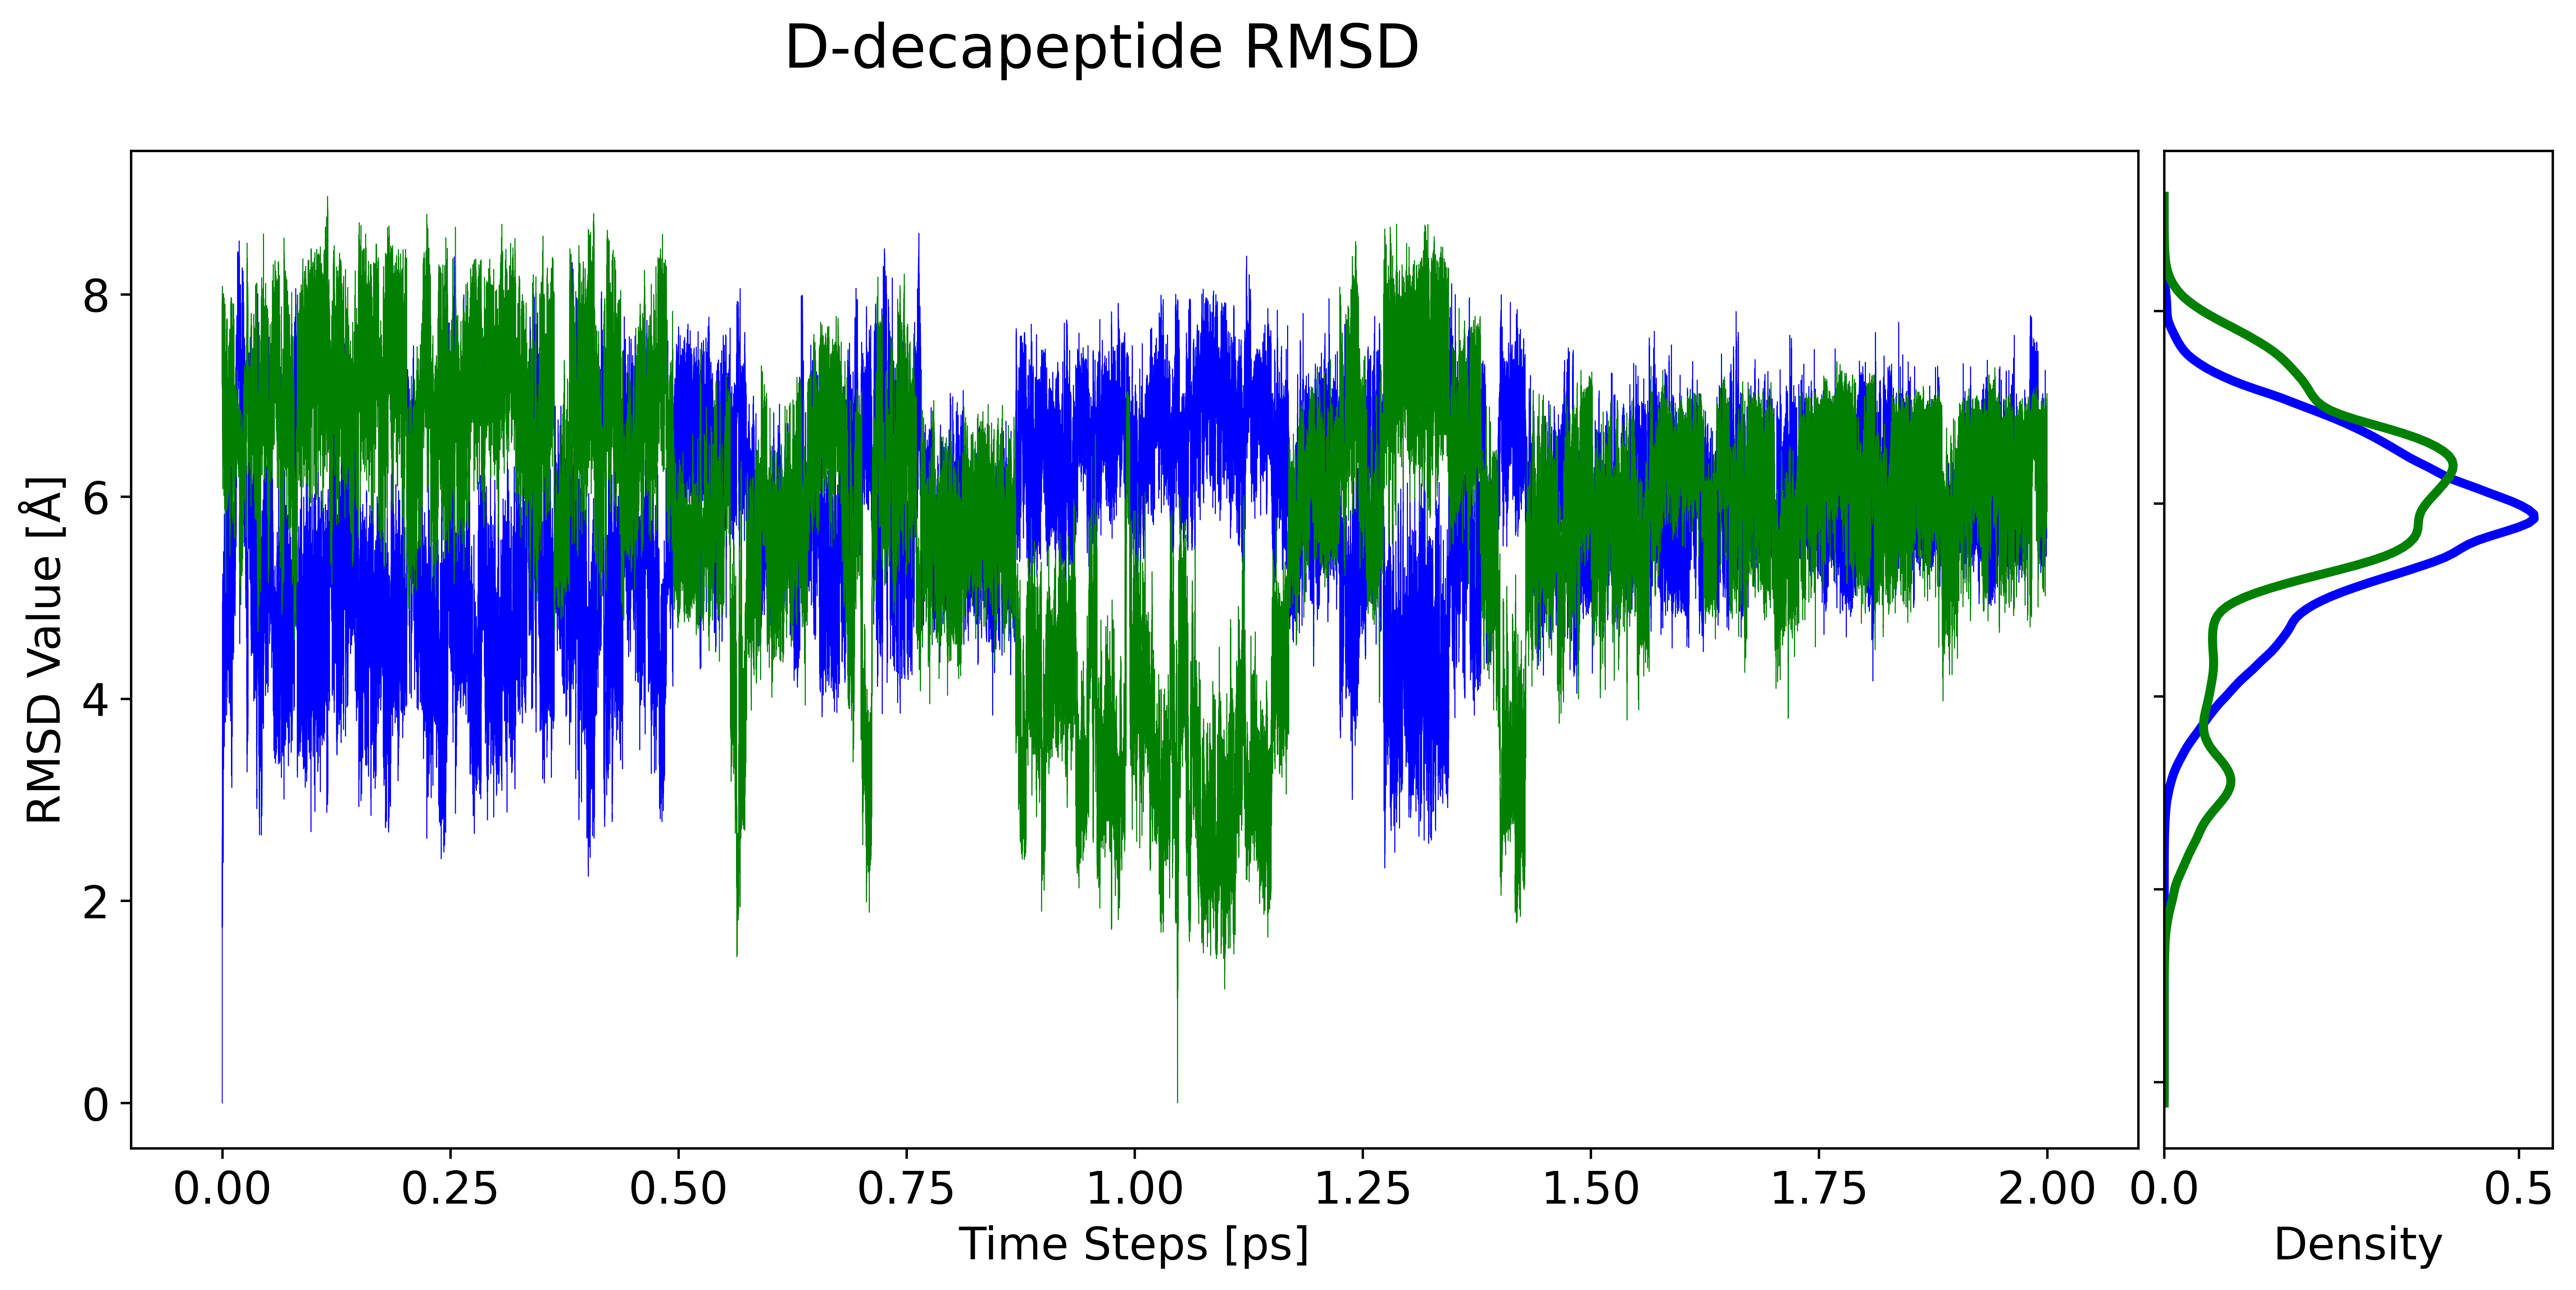 D-decapeptide RMSD
RMSD Value [Å]
8
6
4
2
0
0.00 0.25 0.50 0.75 1.00 1.25 1.50 1.75 2.00
Time Steps [ps]
0.0 0.5
Density